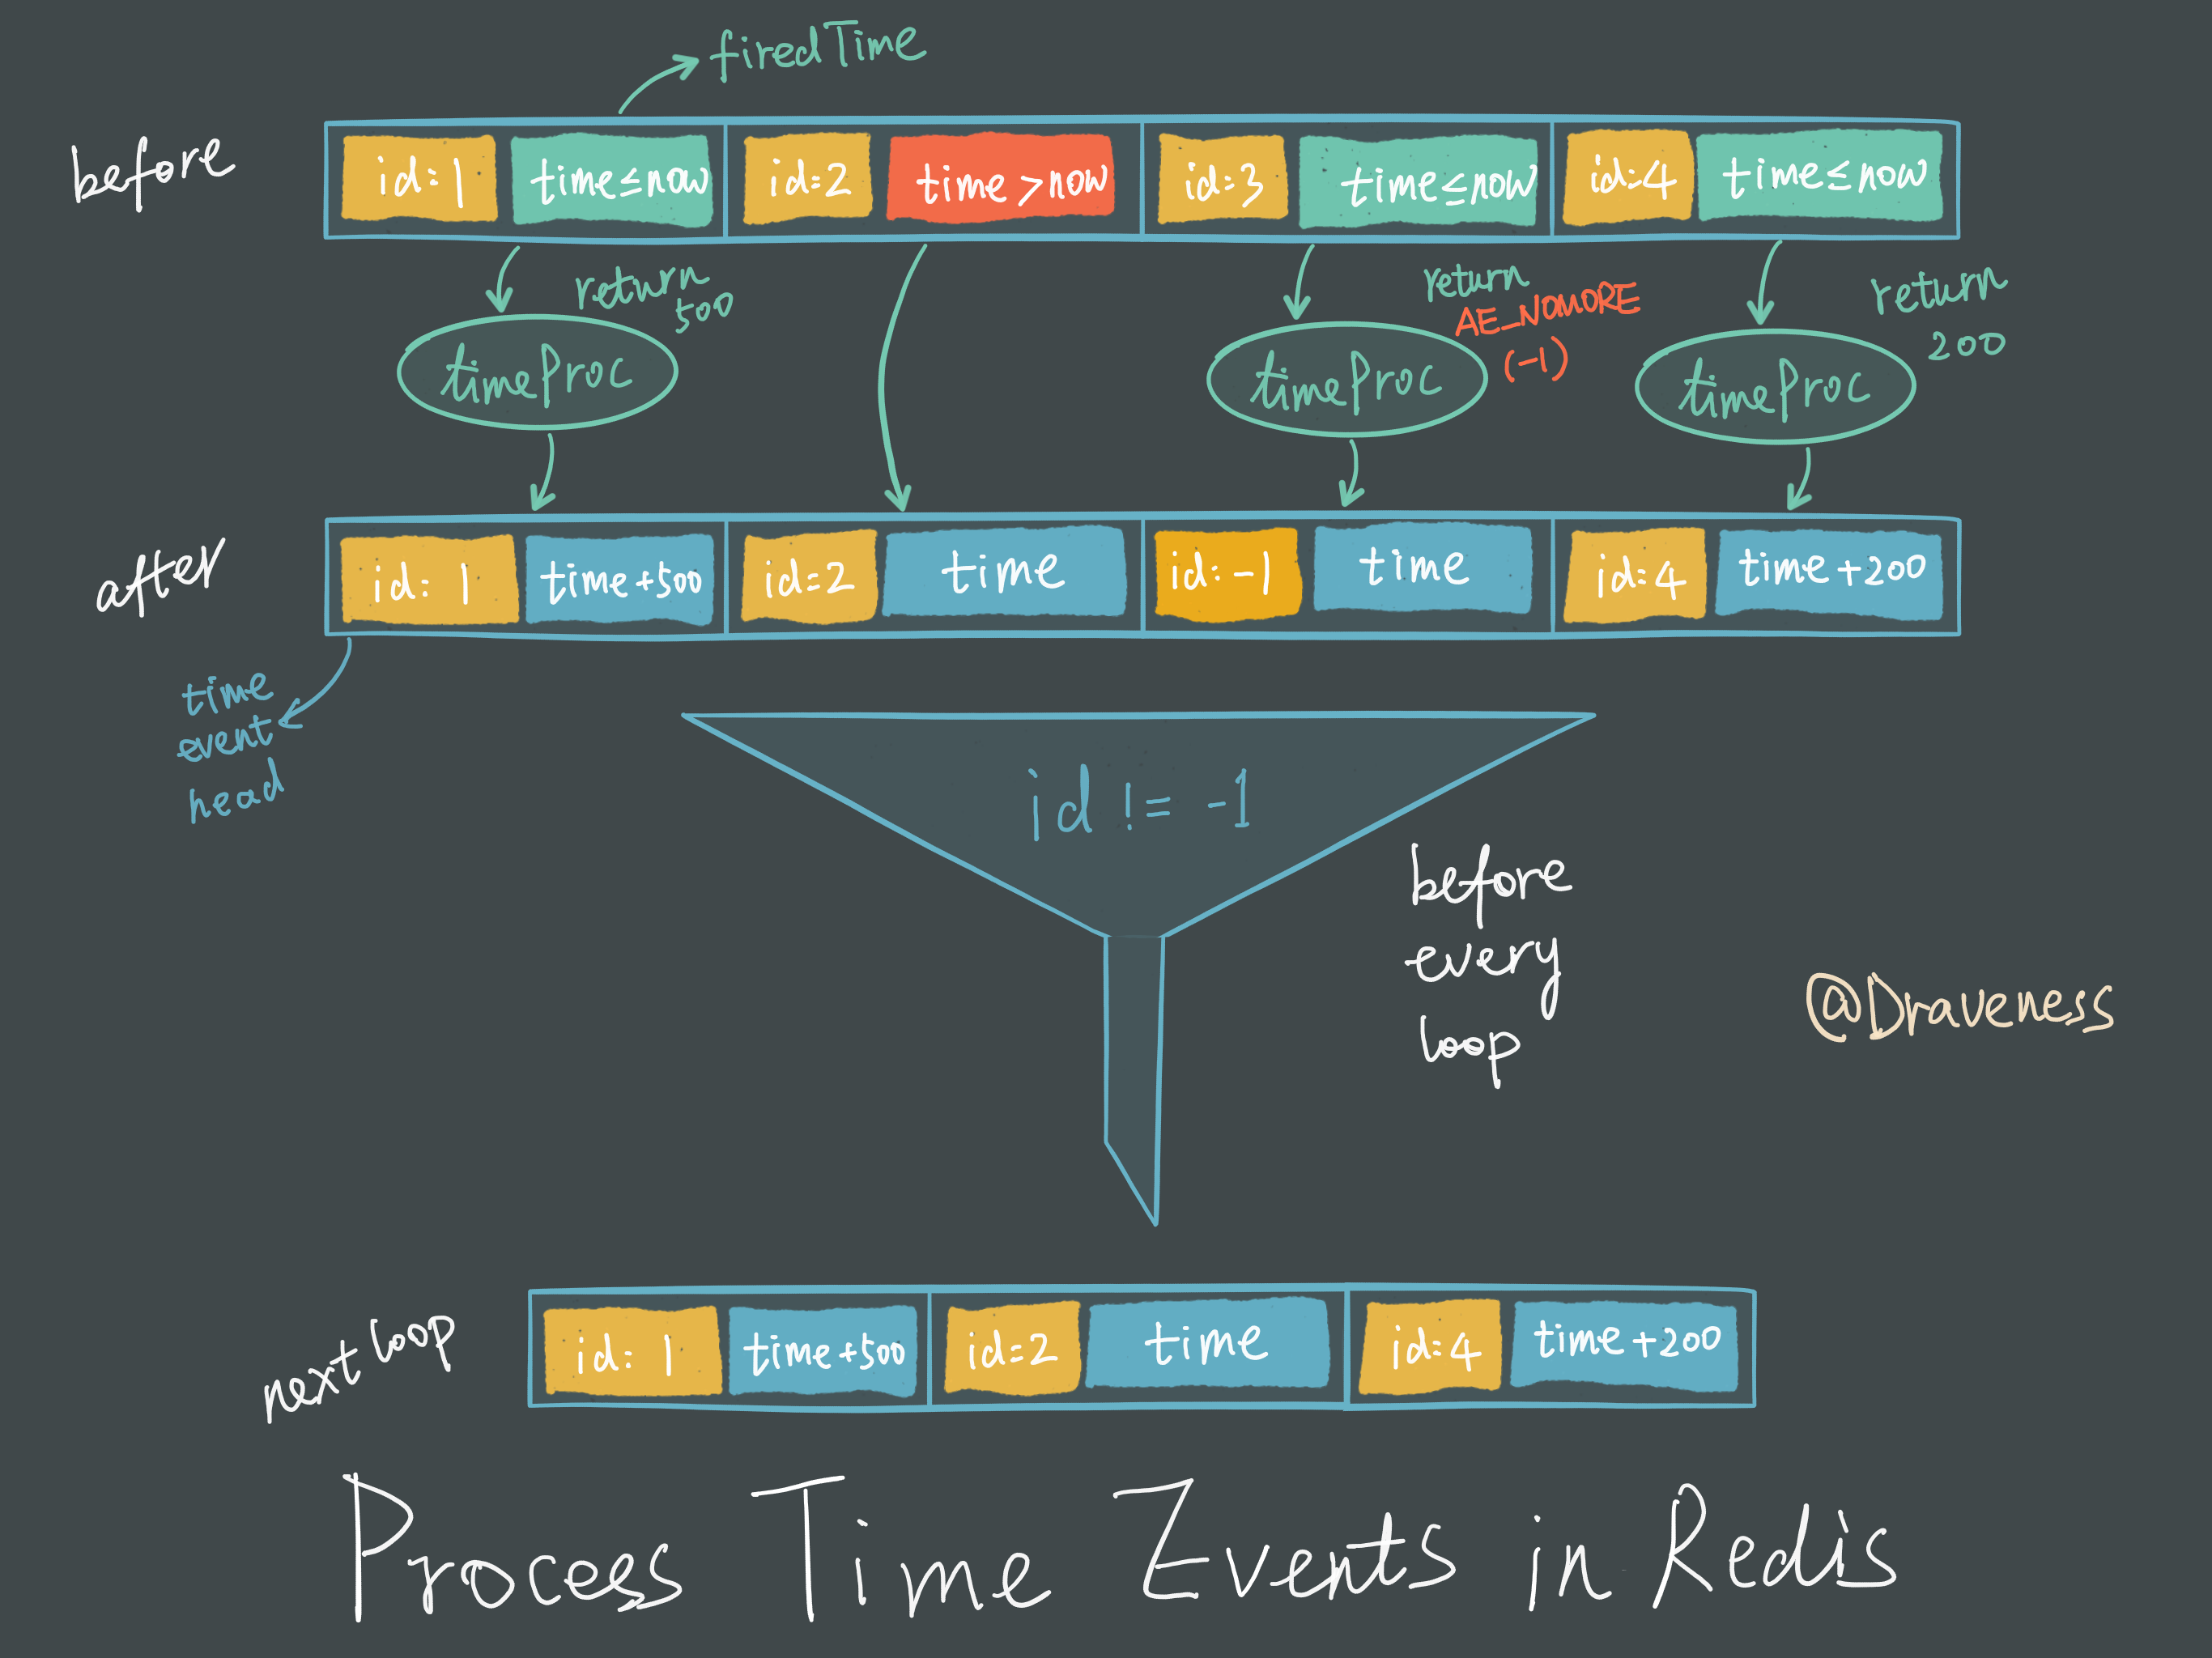 firedTime
before
id: 1 time≤now id:2 time>now id:3 time≤now id:4 time≤now
return
500
return
AE_NOMORE
(-1)
return
200
timeProc timeProc timeProc
after
id: 1 time+500 id:2 time id:-1 time id:4 time+200
time
event
head
id != -1
before
every
loop
@Draveness
next loop
id: 1 time+500 id:2 time id:4 time+200
Process Time Events in Redis